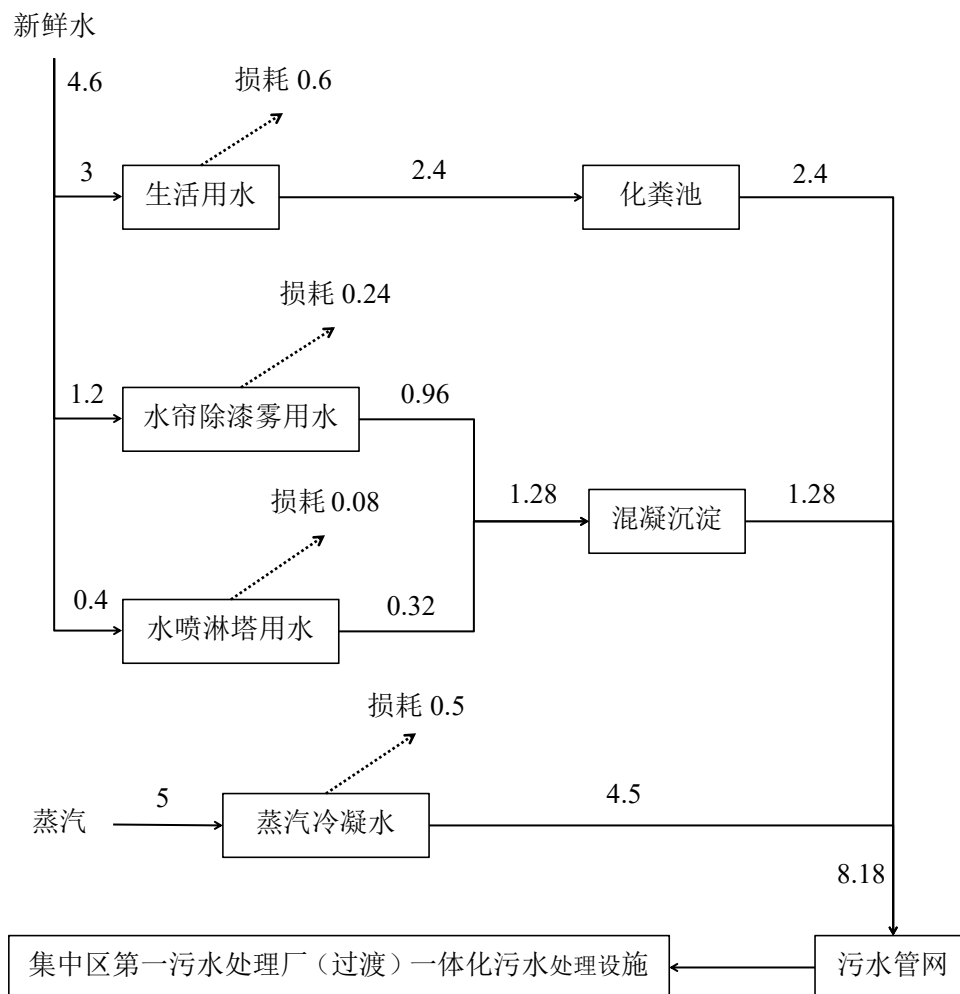 新鲜水
4.6
损耗 0.6
3
生活用水
2.4
化粪池
2.4
损耗 0.24
1.2
水帘除漆雾用水
0.96
损耗 0.08
1.28
混凝沉淀
1.28
0.4
水喷淋塔用水
0.32
损耗 0.5
蒸汽
5
蒸汽冷凝水
4.5
8.18
集中区第一污水处理厂（过渡）一体化污水处理设施
污水管网